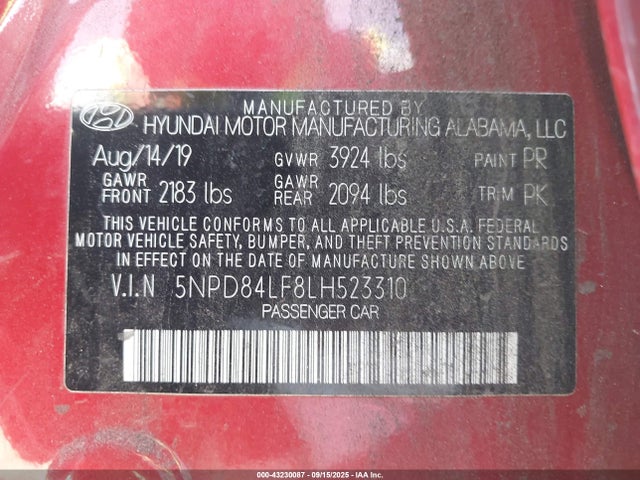 MANUFACTURED BY
HYUNDAI MOTOR MANUFACTURING ALABAMA, LLC
Aug/14/19 GVWR 3924 lbs PAINT PR
GAWR FRONT 2183 lbs GAWR REAR 2094 lbs TRIM PK
THIS VEHICLE CONFORMS TO ALL APPLICABLE U.S.A. FEDERAL
MOTOR VEHICLE SAFETY, BUMPER, AND THEFT PREVENTION STANDARDS
IN EFFECT ON THE DATE OF MANUFACTURE SHOWN ABOVE.
V.I.N 5NPD84LF8LH523310
PASSENGER CAR
000-43230087 - 09/15/2025 - IAA Inc.